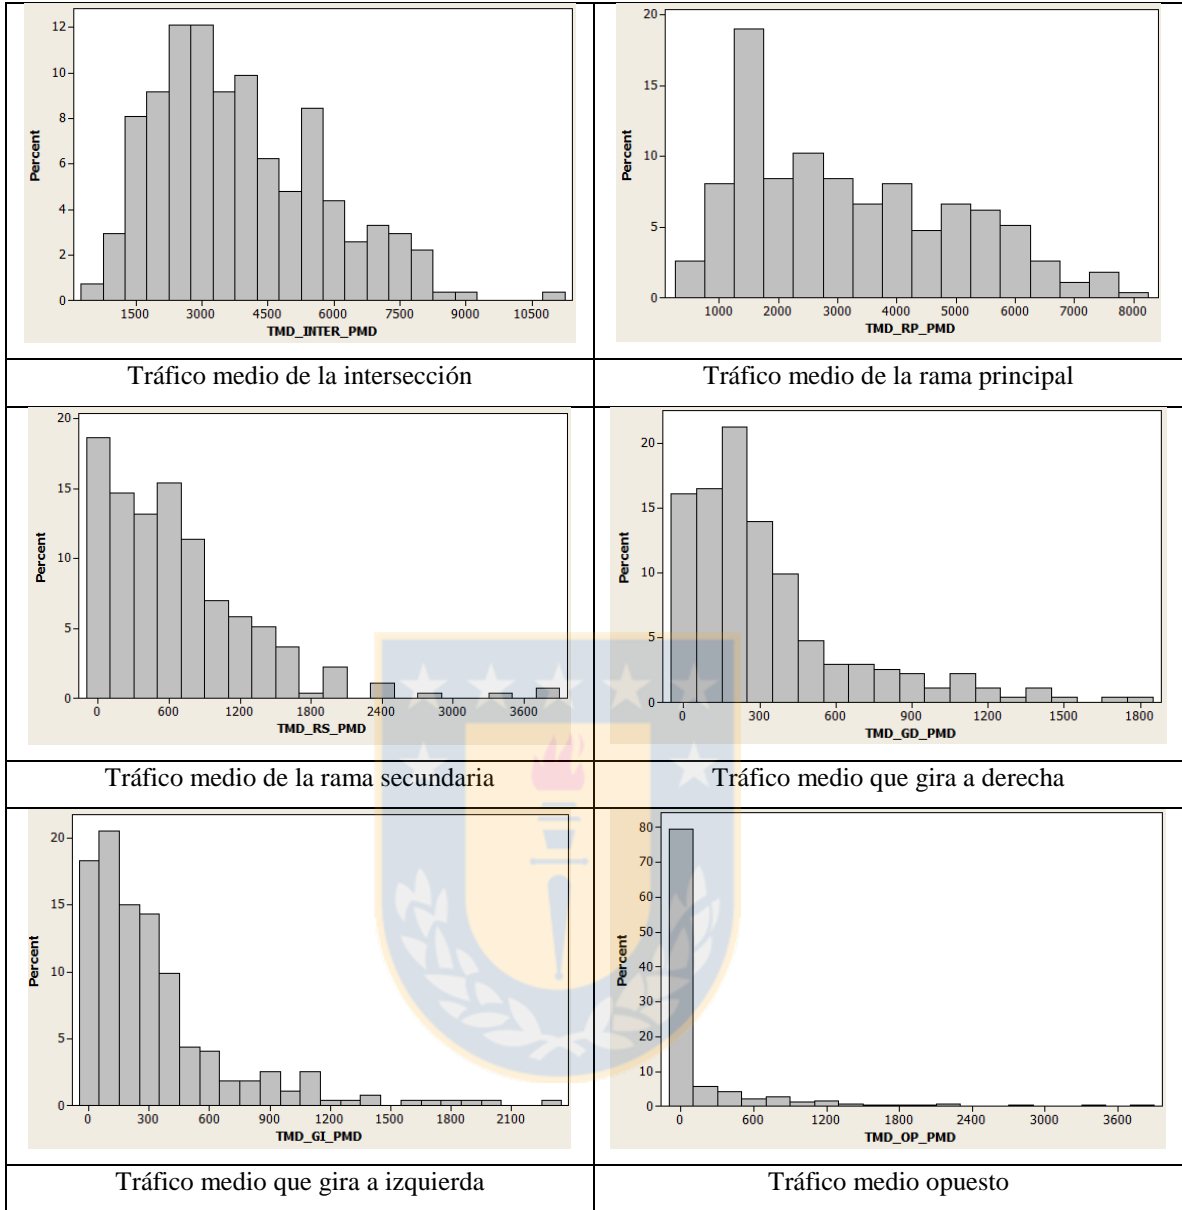 12
10
8
6
4
2
0
Percent
1500 3000 4500 6000 7500 9000 10500
TMD_INTER_PMD
20
15
10
5
0
Percent
1000 2000 3000 4000 5000 6000 7000 8000
TMD_RP_PMD
Tráfico medio de la intersección
Tráfico medio de la rama principal
20
15
10
5
0
Percent
0 600 1200 1800 2400 3000 3600
TMD_RS_PMD
20
15
10
5
0
Percent
0 300 600 900 1200 1500 1800
TMD_GD_PMD
Tráfico medio de la rama secundaria
Tráfico medio que gira a derecha
20
15
10
5
0
Percent
0 300 600 900 1200 1500 1800 2100
TMD_GI_PMD
80
70
60
50
40
30
20
10
0
Percent
0 600 1200 1800 2400 3000 3600
TMD_OP_PMD
Tráfico medio que gira a izquierda
Tráfico medio opuesto